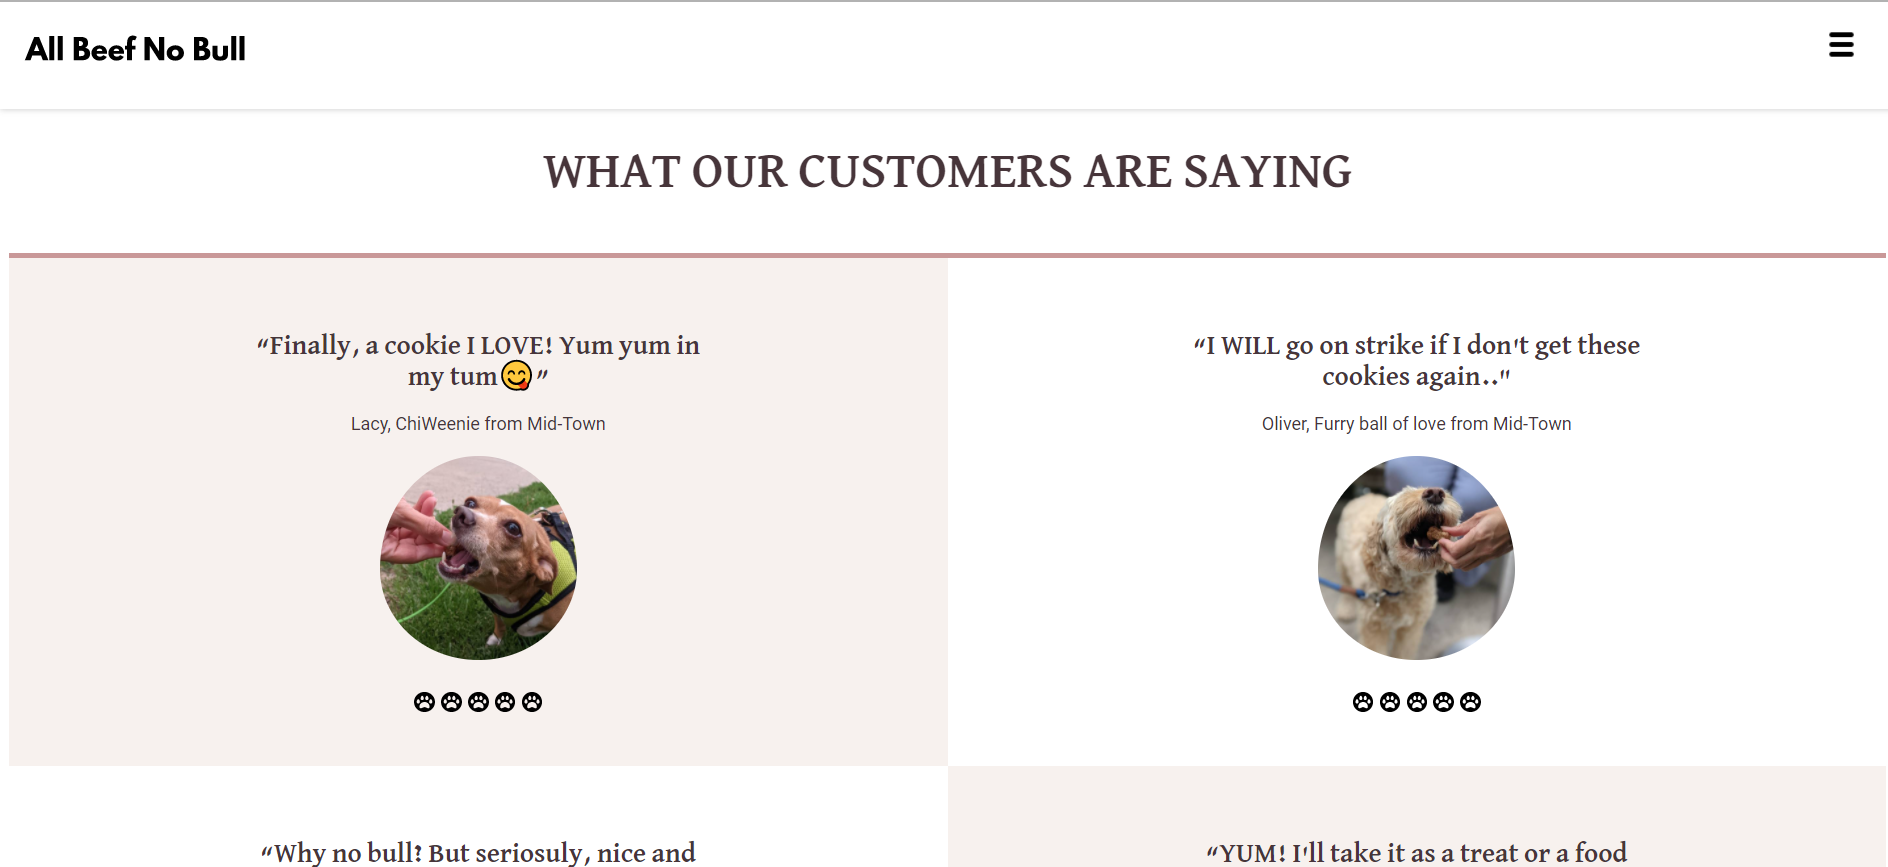 All Beef No Bull
WHAT OUR CUSTOMERS ARE SAYING
“Finally, a cookie I LOVE! Yum yum in
my tum😋”
Lacy, ChiWeenie from Mid-Town
“I WILL go on strike if I don't get these
cookies again.."
Oliver, Furry ball of love from Mid-Town
“Why no bull? But seriosuly, nice and
“YUM! I'll take it as a treat or a food